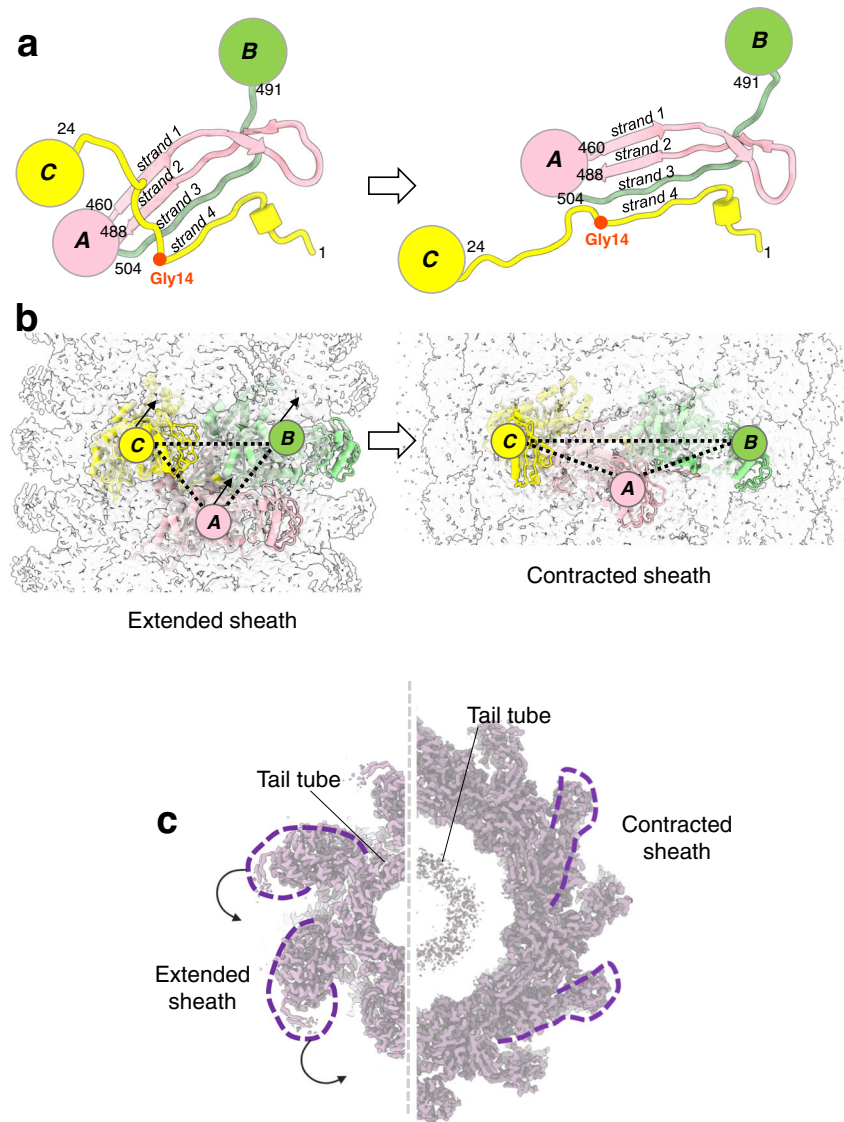 a
B
491
24
C
strand 1
strand 2
strand 3
strand 4
460
488
A
504
Gly14
1
B
491
460
strand 1
A
strand 2
488
strand 3
504
strand 4
Gly14
24
C
1
b
C
B
A
C
B
A
Extended sheath
Contracted sheath
c
Tail tube
Tail tube
Contracted
sheath
Extended
sheath